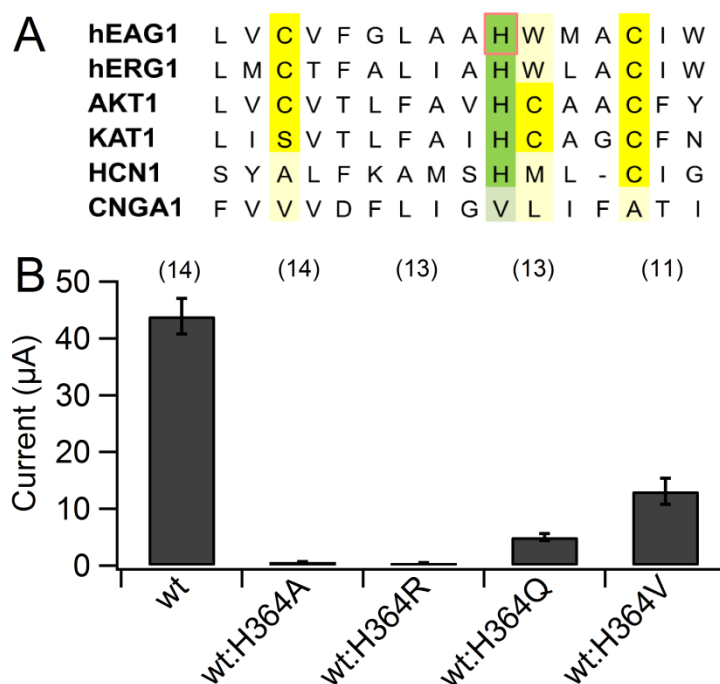 A
hEAG1 L V C V F G L A A H W M A C I W
hERG1 L M C T F A L I A H W L A C I W
AKT1 L V C V T L F A V H C A A C F Y
KAT1 L I S V T L F A I H C A G C F N
HCN1 S Y A L F K A M S H M L - C I G
CNGA1 F V V V D F L I G V L I F A T I
B
(14) (14) (13) (13) (11)
Current (µA)
50
40
30
20
10
0
wt wt:H364A wt:H364R wt:H364Q wt:H364V